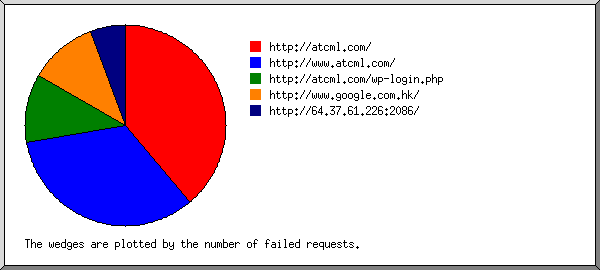 http://atcml.com/
http://www.atcml.com/
http://atcml.com/wp-login.php
http://www.google.com.hk/
http://64.37.61.226:2086/
The wedges are plotted by the number of failed requests.